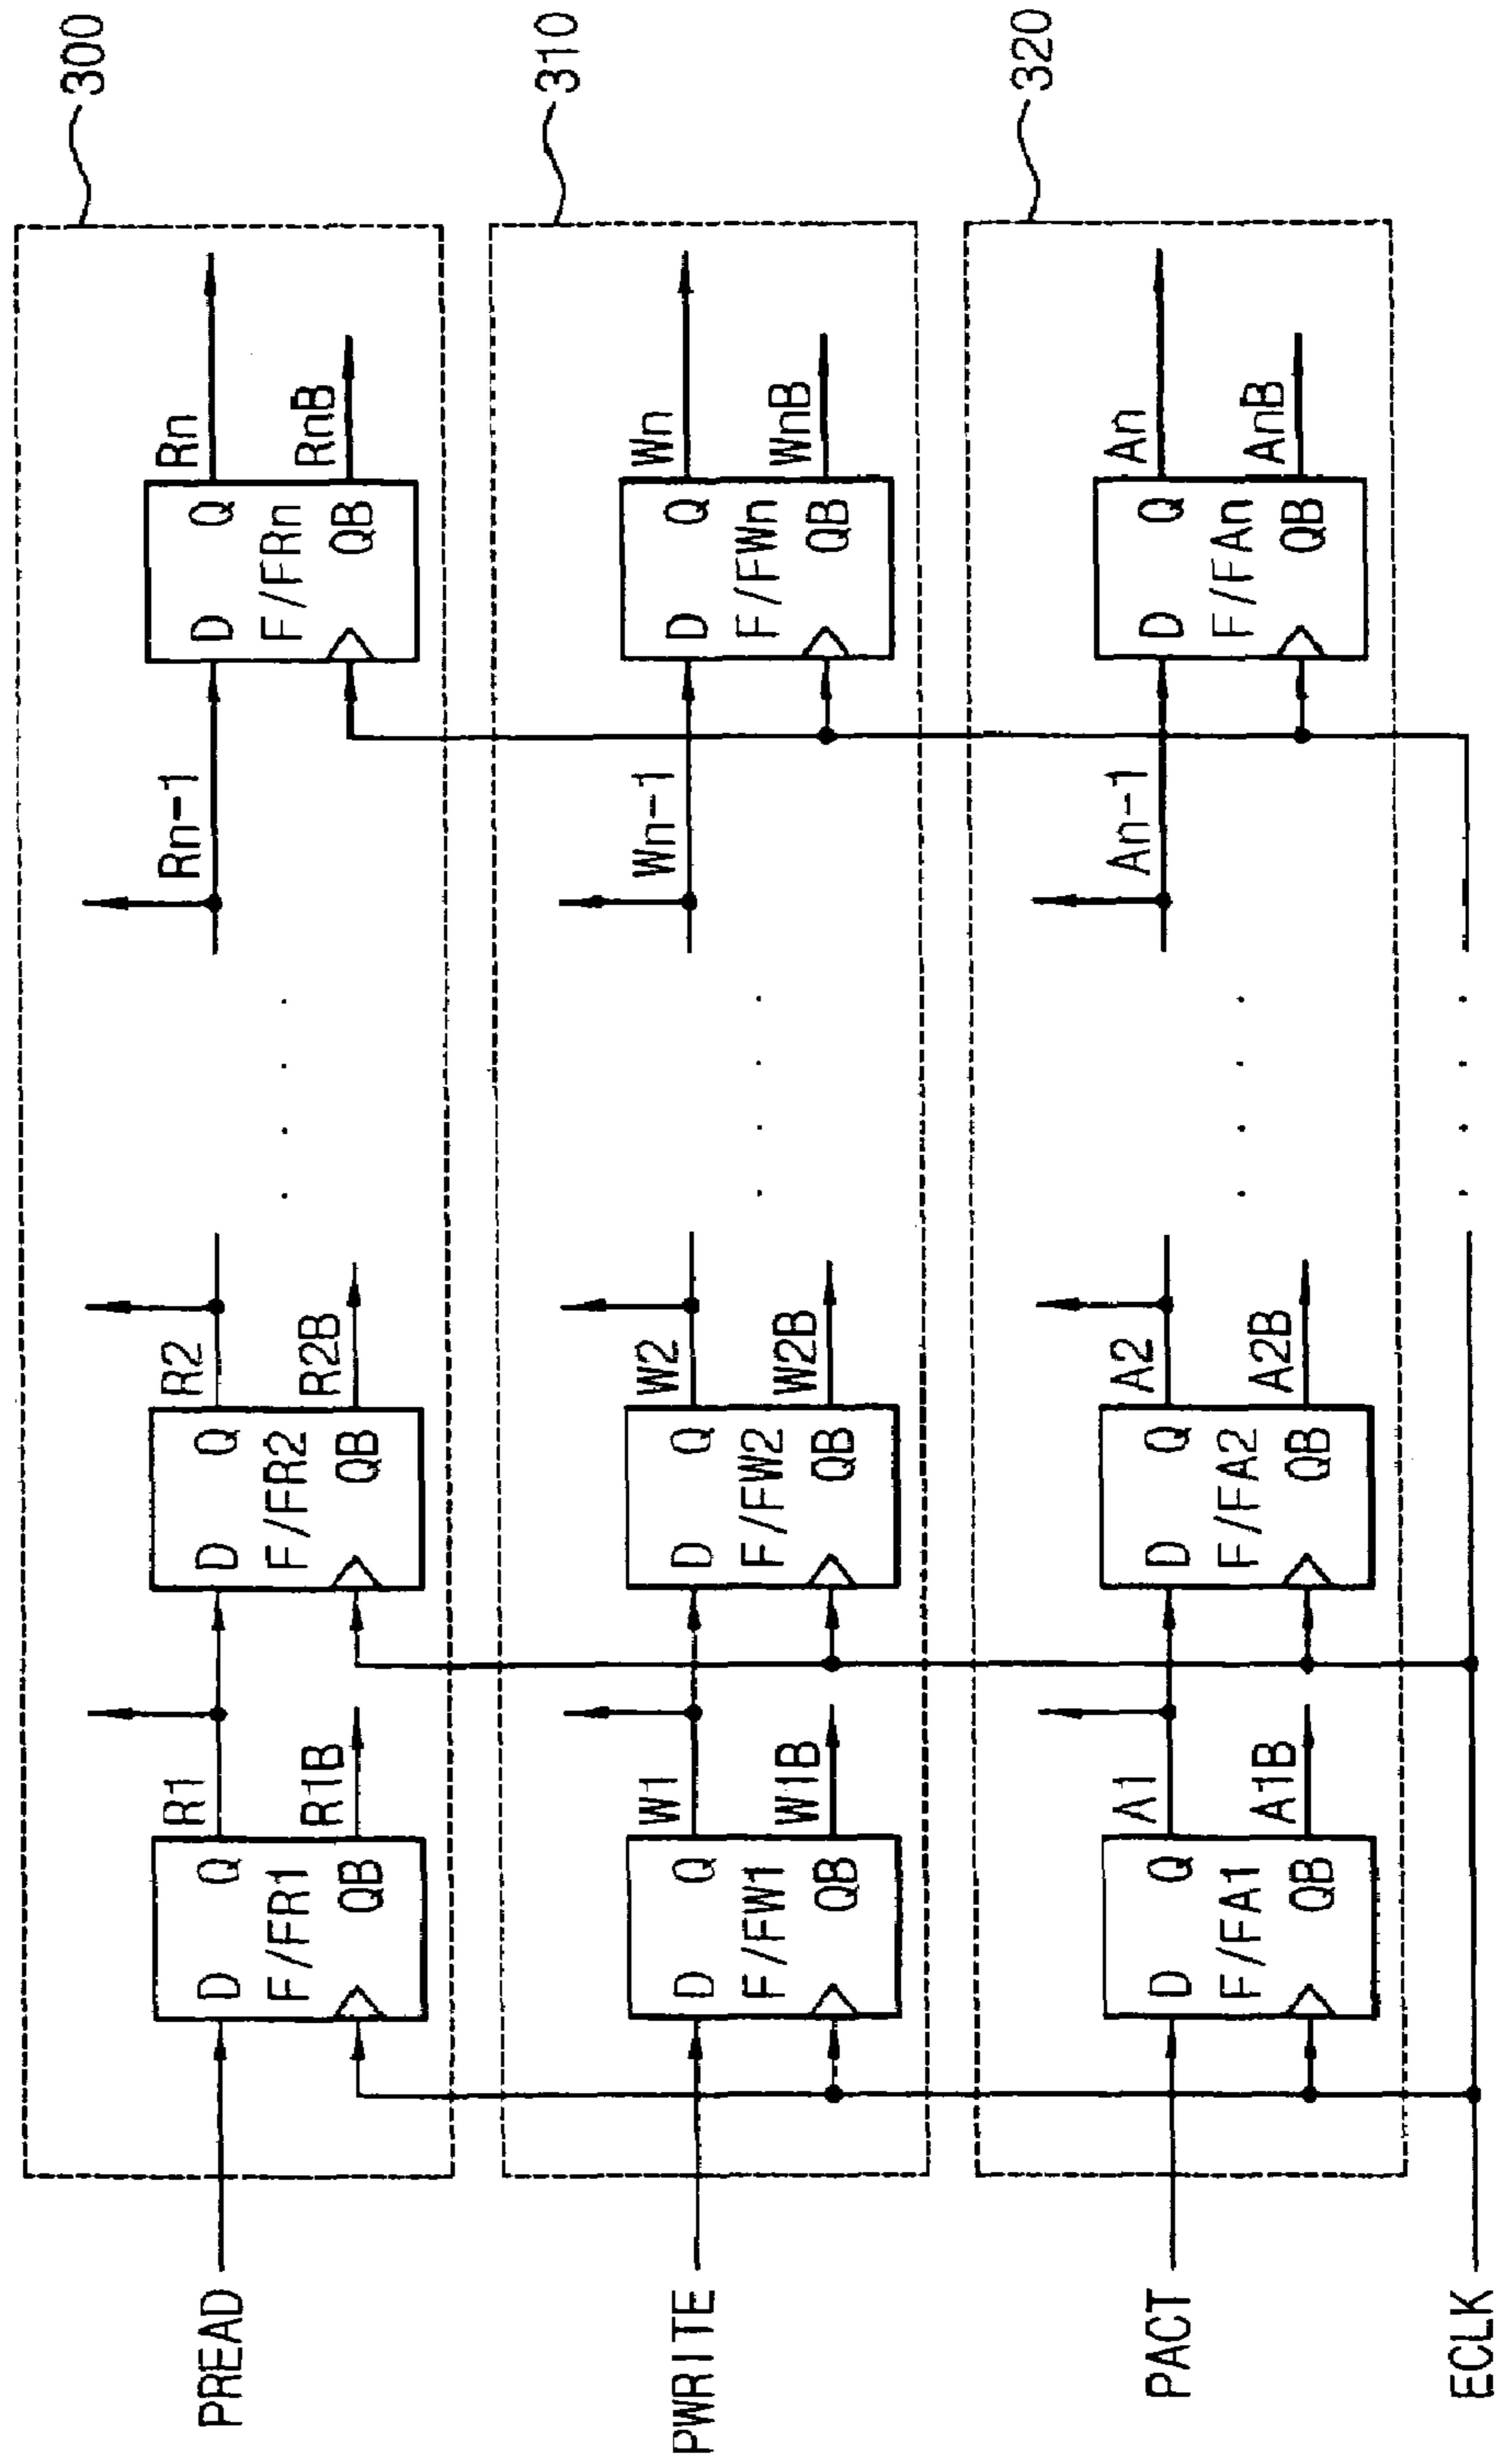 300
PREAD
D Q
F/FR1
QB
R1
R1B
D Q
F/FR2
QB
R2
R2B
. . . .
Rn-1
D Q
F/FRn
QB
Rn
RnB
310
PWRITE
D Q
F/FW1
QB
W1
W1B
D Q
F/FW2
QB
W2
W2B
. . . .
Wn-1
D Q
F/FWn
QB
Wn
WnB
320
PACT
D Q
F/FA1
QB
A1
A1B
D Q
F/FA2
QB
A2
A2B
. . . .
An-1
D Q
F/FAn
QB
An
AnB
ECLK
. . . .